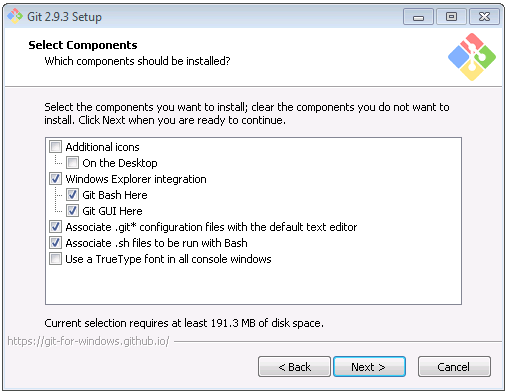 Git 2.9.3 Setup
Select Components
Which components should be installed?
Select the components you want to install; clear the components you do not want to
install. Click Next when you are ready to continue.
Additional icons
On the Desktop
Windows Explorer integration
Git Bash Here
Git GUI Here
Associate .git* configuration files with the default text editor
Associate .sh files to be run with Bash
Use a TrueType font in all console windows
Current selection requires at least 191.3 MB of disk space.
https://git-for-windows.github.io/
< Back
Next >
Cancel